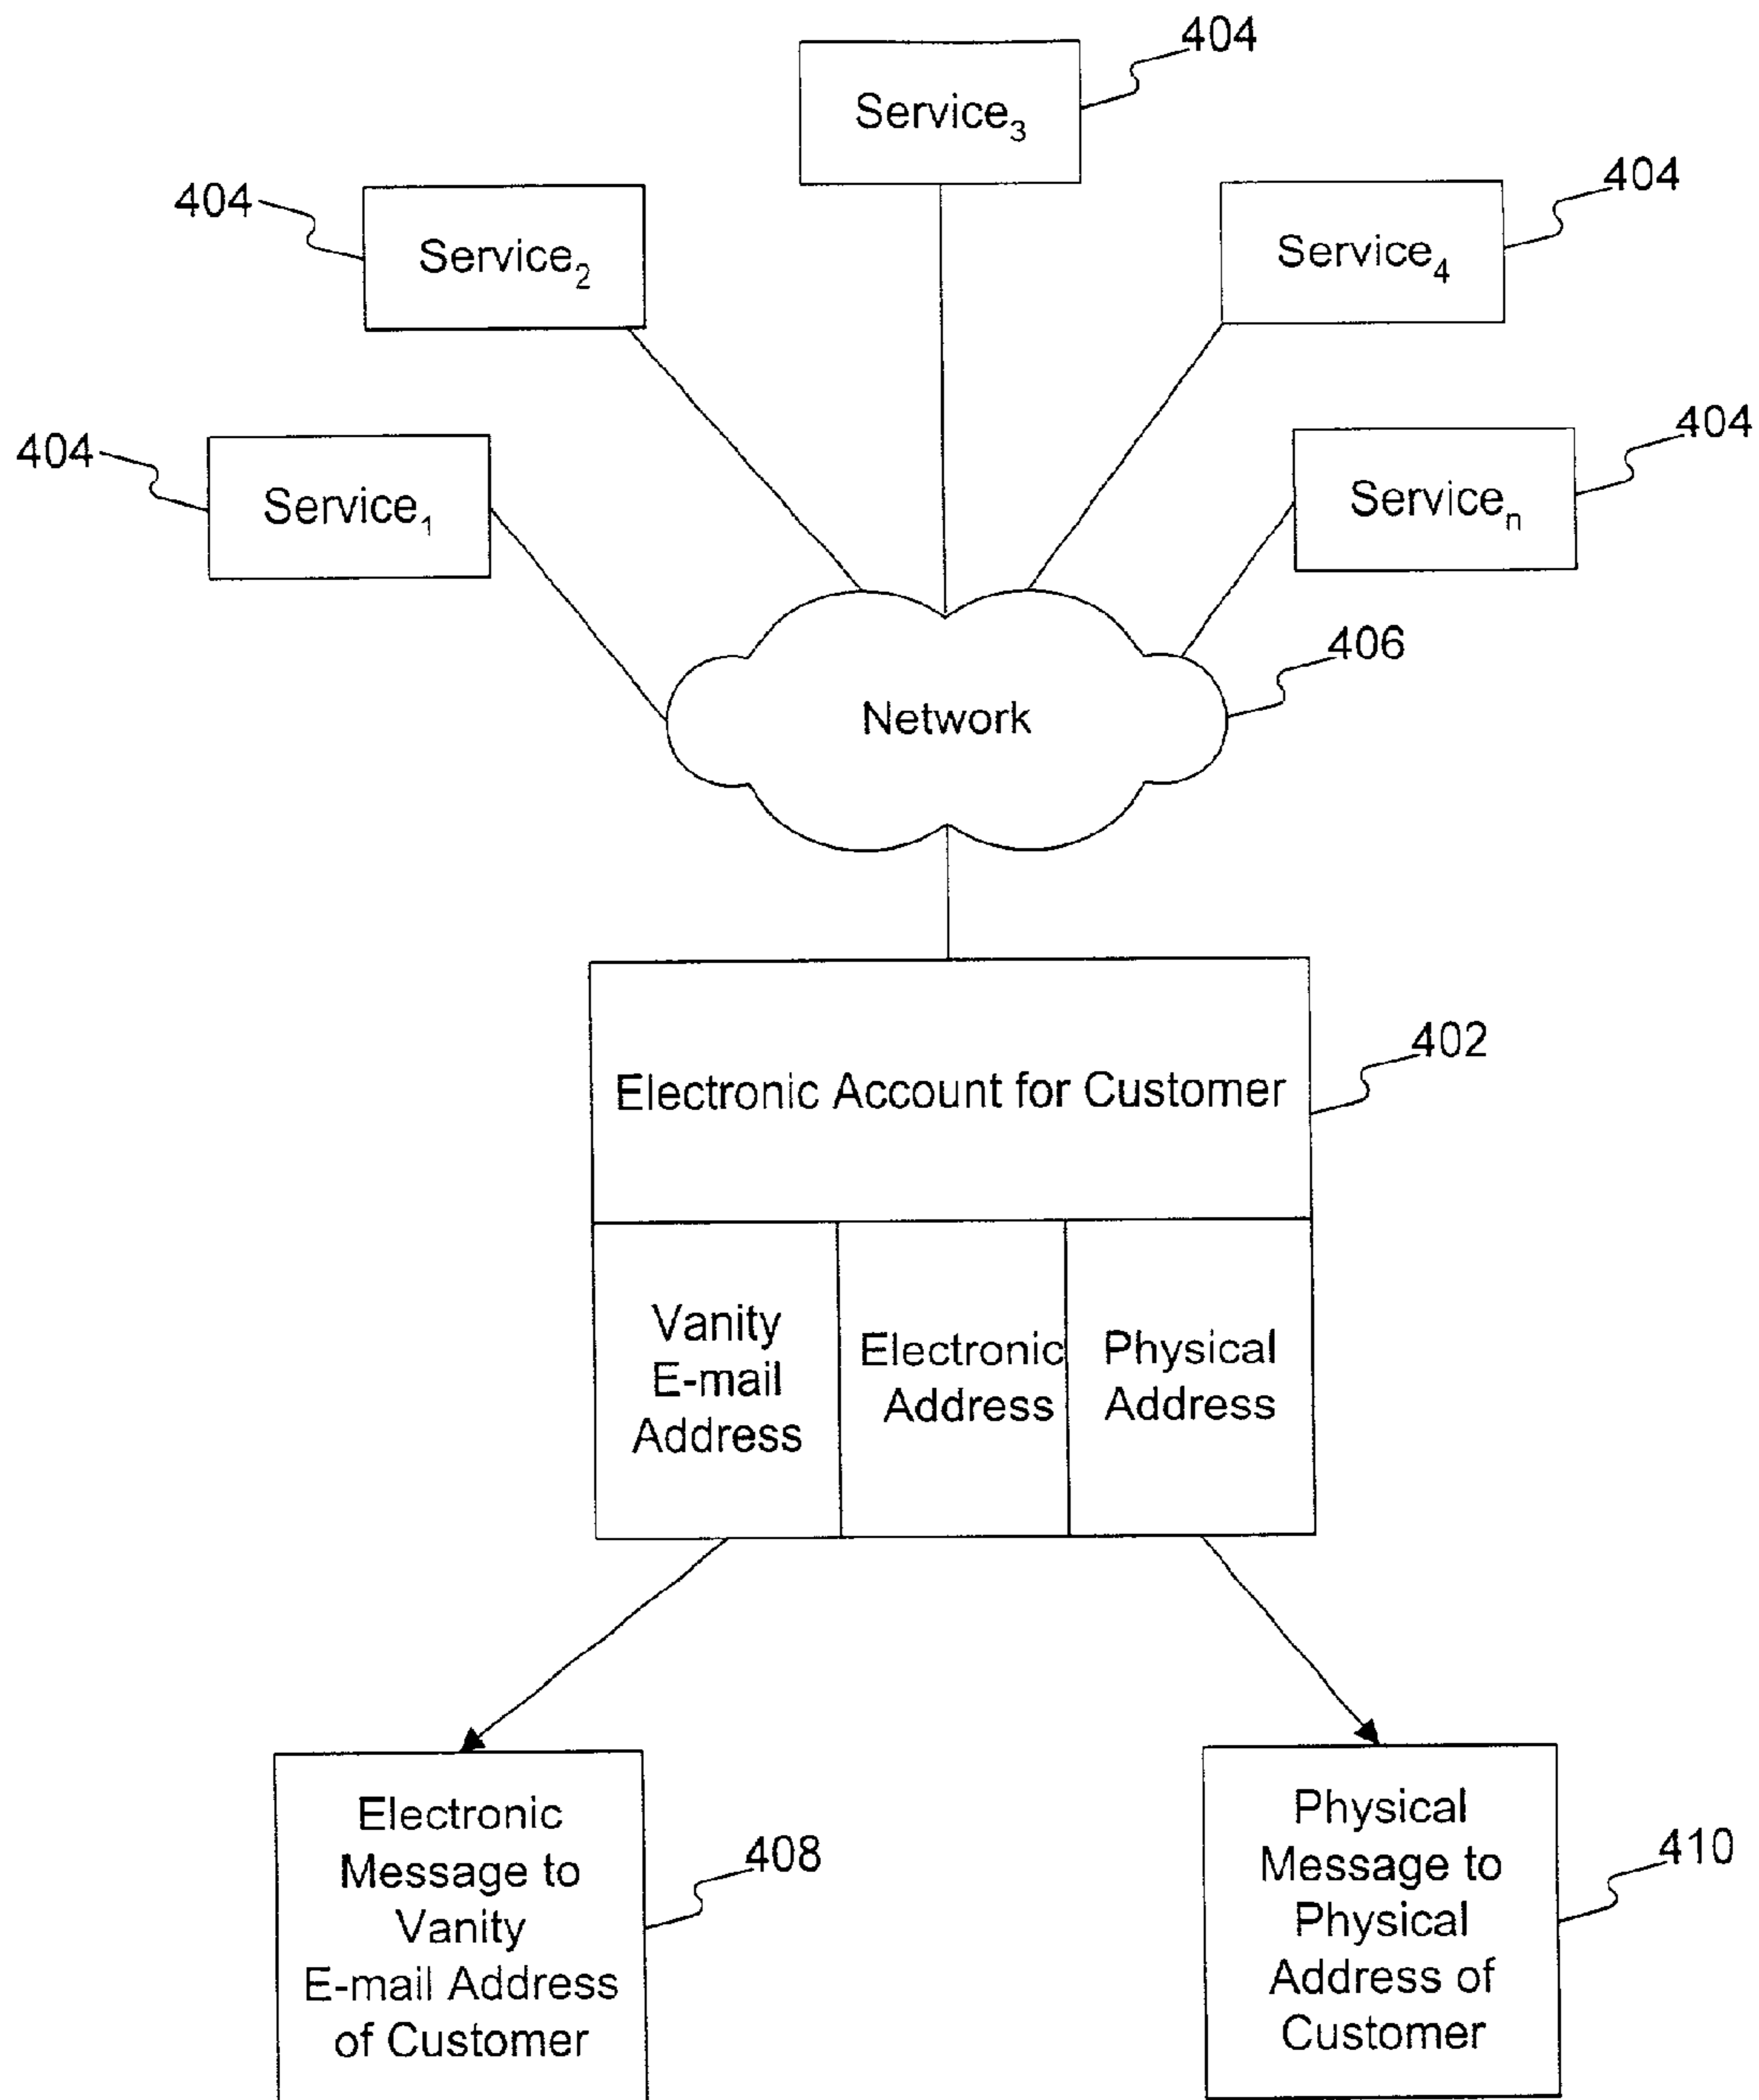 404
Service₃
404
Service₂
404
Service₄
404
Service₁
404
Serviceₙ
Network
406
Electronic Account for Customer
402
Vanity
E-mail
Address
Electronic
Address
Physical
Address
Electronic
Message to
Vanity
E-mail Address
of Customer
408
Physical
Message to
Physical
Address of
Customer
410